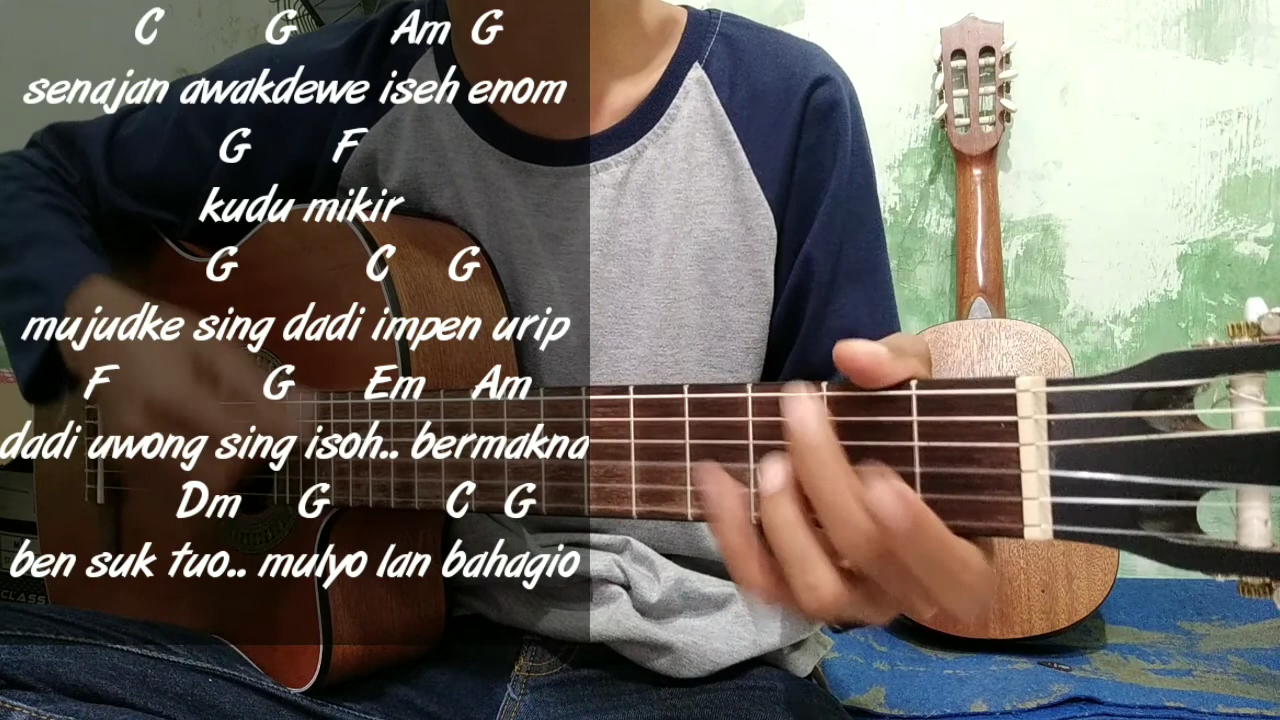 C G Am G
senajan awakdewe iseh enom
G F
kudu mikir
G C G
mujudke sing dadi impen urip
F G Em Am
dadi uwong sing isoh.. bermakna
Dm G C G
ben suk tuo.. mulyo lan bahagio
CLASS